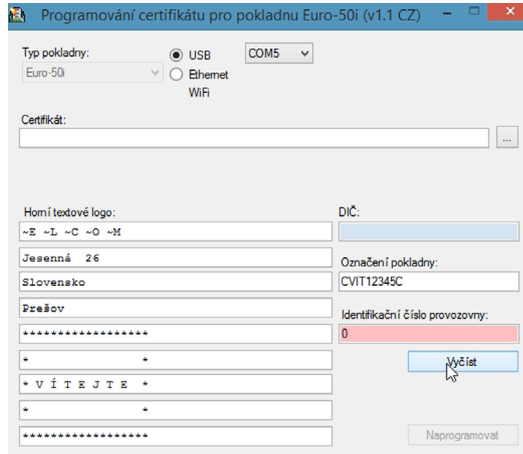 Programování certifikátu pro pokladnu Euro-50i (v1.1 CZ)
Typ pokladny:
USB
COM5
Euro-50i
Ethernet
WiFi
Certifikát:
...
Horní textové logo:
~E ~L ~C ~O ~M
Jesenná 26
Slovensko
Prešov
******************
* *
* V Í T E J T E *
* *
******************
DIČ:
Označení pokladny:
CVIT12345C
Identifikační číslo provozovny:
0
Vyčíst
Naprogramovat